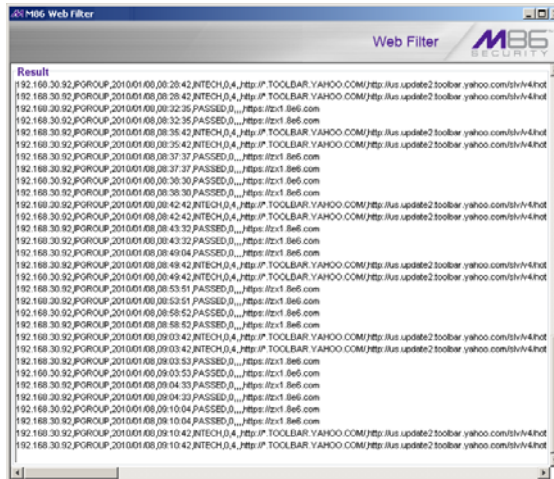 M86 Web Filter
Web Filter
M86
SECURITY
Result
192.168.30.92,IPGROUP,2010/01/08,08:28:42,INTECH,0,4,,http://*.TOOLBAR.YAHOO.COM/,http://us.update2.toolbar.yahoo.com/slv/v4/not
192.168.30.92,IPGROUP,2010/01/08,08:28:42,INTECH,0,4,,http://*.TOOLBAR.YAHOO.COM/,http://us.update2.toolbar.yahoo.com/slv/v4/not
192.168.30.92,IPGROUP,2010/01/08,08:32:35,PASSED,0,,,,https://zx1.8e6.com
192.168.30.92,IPGROUP,2010/01/08,08:32:35,PASSED,0,,,,https://zx1.8e6.com
192.168.30.92,IPGROUP,2010/01/08,08:35:42,INTECH,0,4,,http://*.TOOLBAR.YAHOO.COM/,http://us.update2.toolbar.yahoo.com/slv/v4/not
192.168.30.92,IPGROUP,2010/01/08,08:35:42,INTECH,0,4,,http://*.TOOLBAR.YAHOO.COM/,http://us.update2.toolbar.yahoo.com/slv/v4/not
192.168.30.92,IPGROUP,2010/01/08,08:37:37,PASSED,0,,,,https://zx1.8e6.com
192.168.30.92,IPGROUP,2010/01/08,08:37:37,PASSED,0,,,,https://zx1.8e6.com
192.168.30.92,IPGROUP,2010/01/08,08:38:30,PASSED,0,,,,https://zx1.8e6.com
192.168.30.92,IPGROUP,2010/01/08,08:38:30,PASSED,0,,,,https://zx1.8e6.com
192.168.30.92,IPGROUP,2010/01/08,08:42:42,INTECH,0,4,,http://*.TOOLBAR.YAHOO.COM/,http://us.update2.toolbar.yahoo.com/slv/v4/not
192.168.30.92,IPGROUP,2010/01/08,08:42:42,INTECH,0,4,,http://*.TOOLBAR.YAHOO.COM/,http://us.update2.toolbar.yahoo.com/slv/v4/not
192.168.30.92,IPGROUP,2010/01/08,08:43:32,PASSED,0,,,,https://zx1.8e6.com
192.168.30.92,IPGROUP,2010/01/08,08:43:32,PASSED,0,,,,https://zx1.8e6.com
192.168.30.92,IPGROUP,2010/01/08,08:49:04,PASSED,0,,,,https://zx1.8e6.com
192.168.30.92,IPGROUP,2010/01/08,08:49:42,INTECH,0,4,,http://*.TOOLBAR.YAHOO.COM/,http://us.update2.toolbar.yahoo.com/slv/v4/not
192.168.30.92,IPGROUP,2010/01/08,08:49:42,INTECH,0,4,,http://*.TOOLBAR.YAHOO.COM/,http://us.update2.toolbar.yahoo.com/slv/v4/not
192.168.30.92,IPGROUP,2010/01/08,08:53:51,PASSED,0,,,,https://zx1.8e6.com
192.168.30.92,IPGROUP,2010/01/08,08:53:51,PASSED,0,,,,https://zx1.8e6.com
192.168.30.92,IPGROUP,2010/01/08,08:58:52,PASSED,0,,,,https://zx1.8e6.com
192.168.30.92,IPGROUP,2010/01/08,08:58:52,PASSED,0,,,,https://zx1.8e6.com
192.168.30.92,IPGROUP,2010/01/08,09:03:42,INTECH,0,4,,http://*.TOOLBAR.YAHOO.COM/,http://us.update2.toolbar.yahoo.com/slv/v4/not
192.168.30.92,IPGROUP,2010/01/08,09:03:42,INTECH,0,4,,http://*.TOOLBAR.YAHOO.COM/,http://us.update2.toolbar.yahoo.com/slv/v4/not
192.168.30.92,IPGROUP,2010/01/08,09:03:53,PASSED,0,,,,https://zx1.8e6.com
192.168.30.92,IPGROUP,2010/01/08,09:03:53,PASSED,0,,,,https://zx1.8e6.com
192.168.30.92,IPGROUP,2010/01/08,09:04:33,PASSED,0,,,,https://zx1.8e6.com
192.168.30.92,IPGROUP,2010/01/08,09:04:33,PASSED,0,,,,https://zx1.8e6.com
192.168.30.92,IPGROUP,2010/01/08,09:10:04,PASSED,0,,,,https://zx1.8e6.com
192.168.30.92,IPGROUP,2010/01/08,09:10:04,PASSED,0,,,,https://zx1.8e6.com
192.168.30.92,IPGROUP,2010/01/08,09:10:42,INTECH,0,4,,http://*.TOOLBAR.YAHOO.COM/,http://us.update2.toolbar.yahoo.com/slv/v4/not
192.168.30.92,IPGROUP,2010/01/08,09:10:42,INTECH,0,4,,http://*.TOOLBAR.YAHOO.COM/,http://us.update2.toolbar.yahoo.com/slv/v4/not